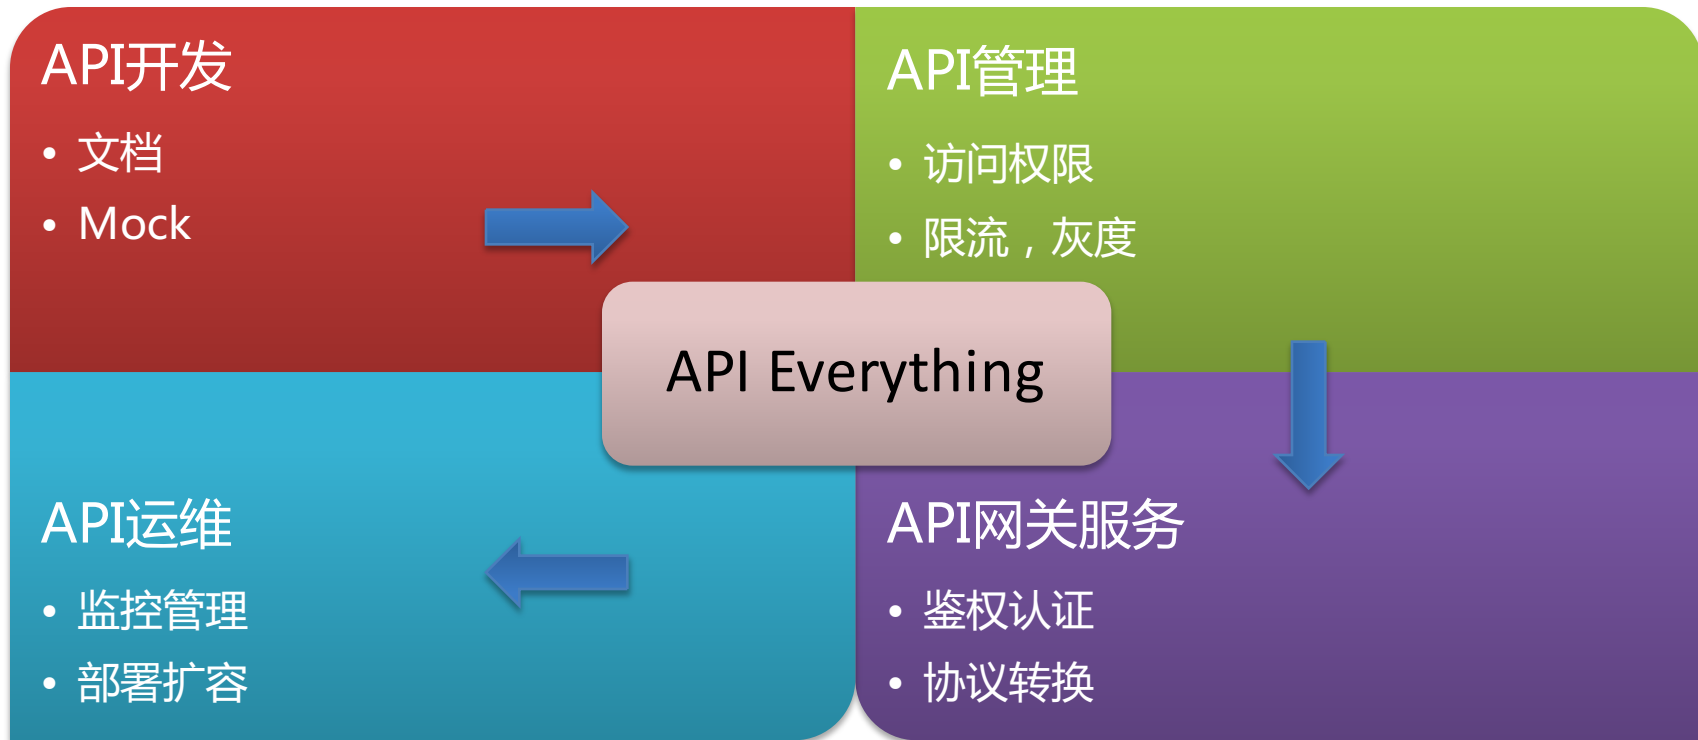 API开发
• 文档
• Mock
API管理
• 访问权限
• 限流，灰度
API Everything
API运维
• 监控管理
• 部署扩容
API网关服务
• 鉴权认证
• 协议转换